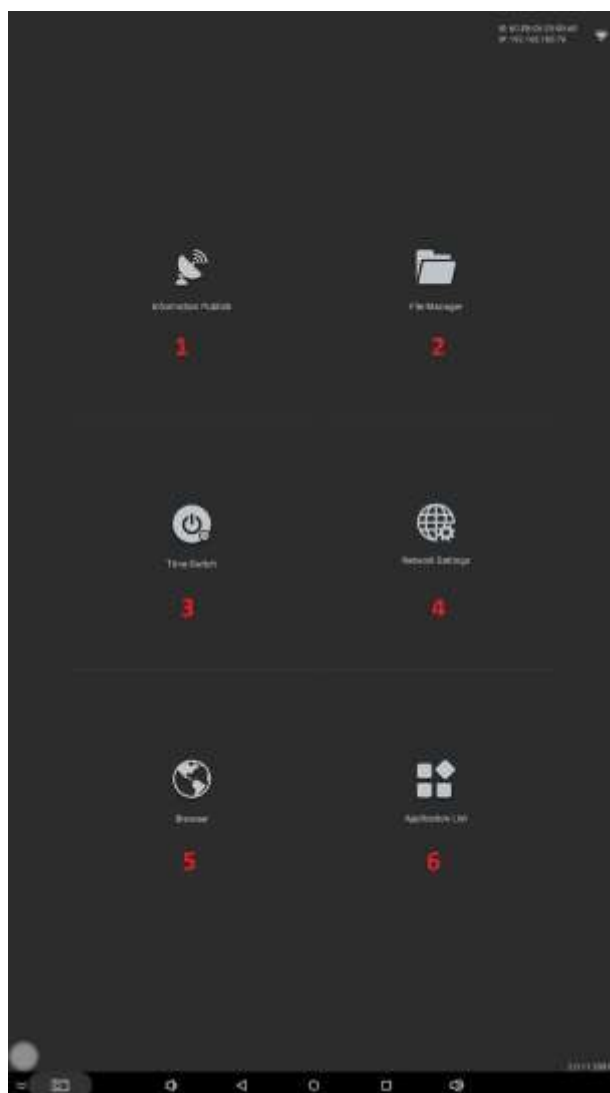 Information Publish
File Manager
1
2
Time Switch
Network Settings
3
4
Browser
Application List
5
6